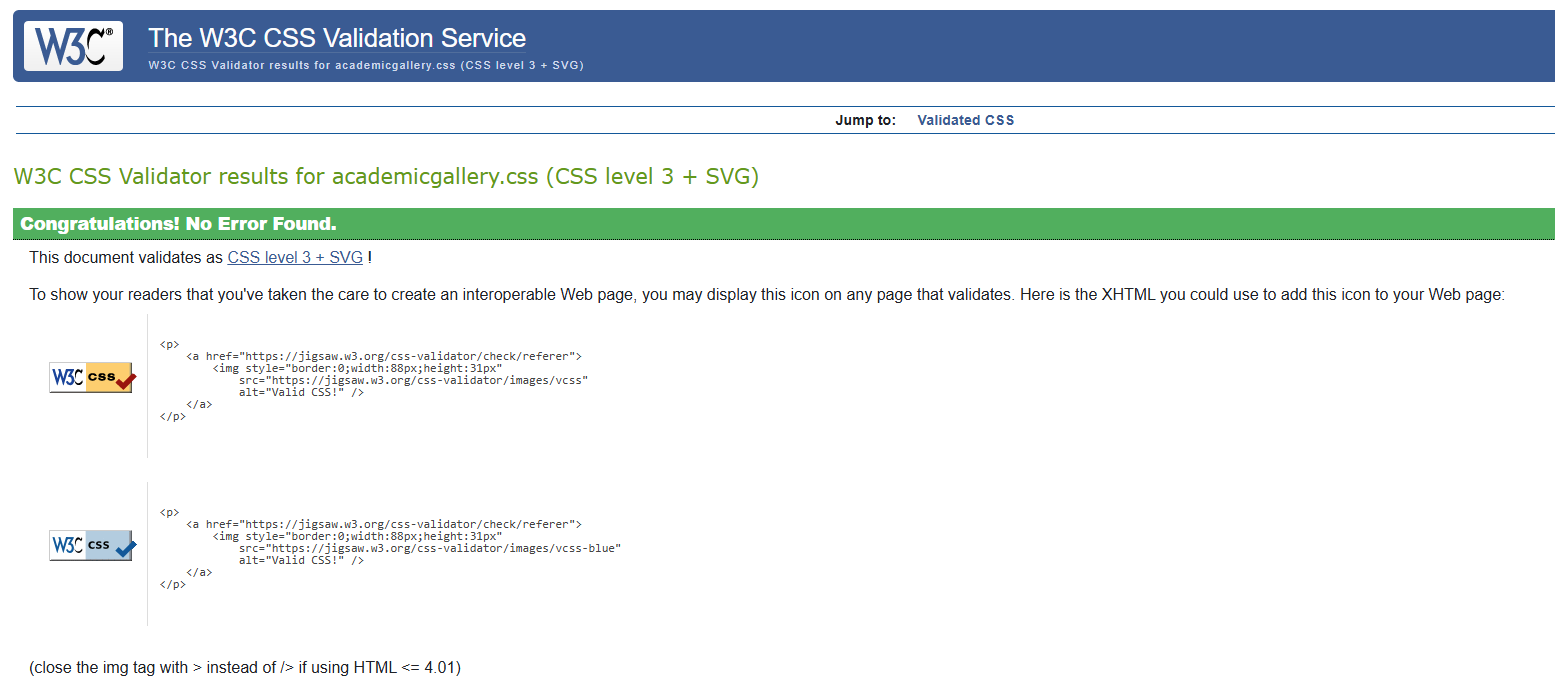 W3C®
The W3C CSS Validation Service
W3C CSS Validator results for academicgallery.css (CSS level 3 + SVG)
Jump to: Validated CSS
W3C CSS Validator results for academicgallery.css (CSS level 3 + SVG)
Congratulations! No Error Found.
This document validates as CSS level 3 + SVG !
To show your readers that you've taken the care to create an interoperable Web page, you may display this icon on any page that validates. Here is the XHTML you could use to add this icon to your Web page:
W3C css
<p>
    <a href="https://jigsaw.w3.org/css-validator/check/referer">
        <img style="border:0;width:88px;height:31px"
            src="https://jigsaw.w3.org/css-validator/images/vcss"
            alt="Valid CSS!" />
    </a>
</p>
W3C css
<p>
    <a href="https://jigsaw.w3.org/css-validator/check/referer">
        <img style="border:0;width:88px;height:31px"
            src="https://jigsaw.w3.org/css-validator/images/vcss-blue"
            alt="Valid CSS!" />
    </a>
</p>
(close the img tag with > instead of /> if using HTML <= 4.01)